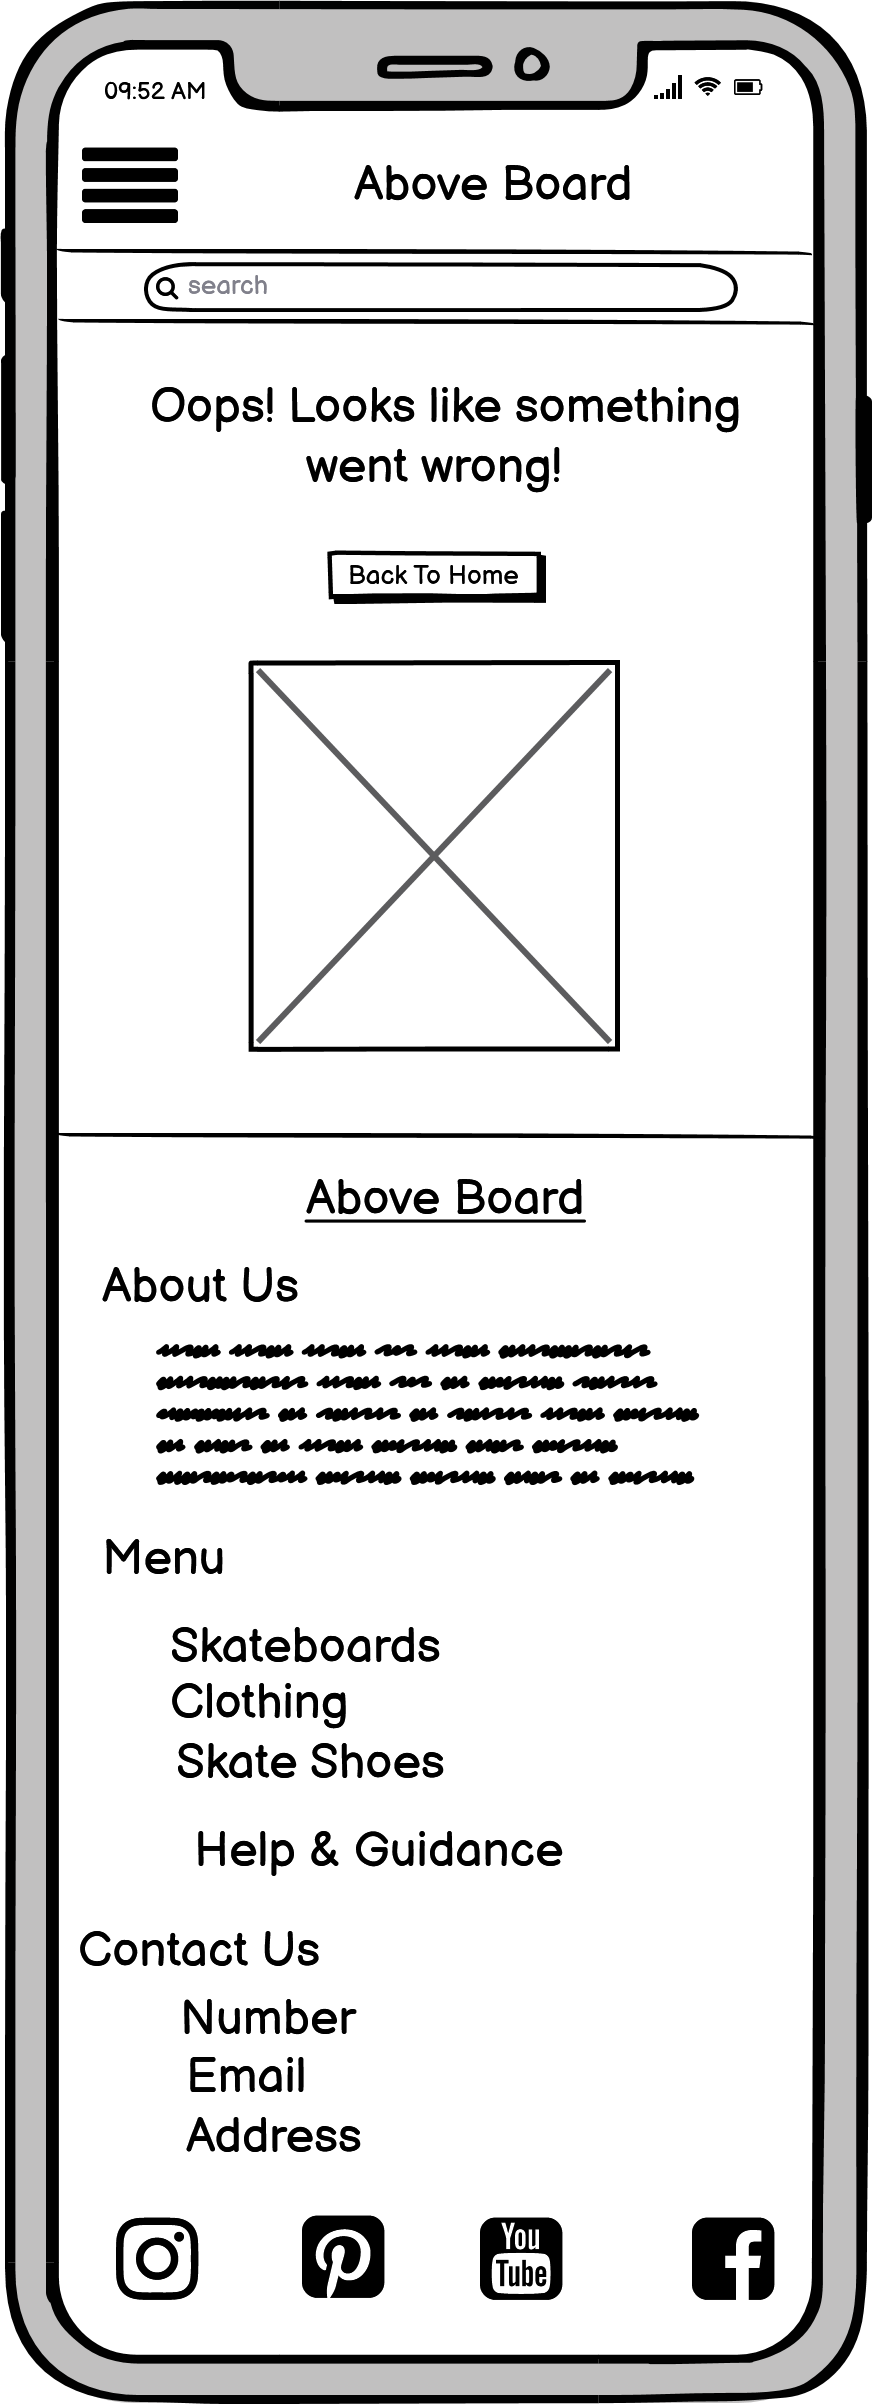 09:52 AM
Above Board
search
Oops! Looks like something
went wrong!
Back To Home
Above Board
About Us
Menu
Skateboards
Clothing
Skate Shoes
Help & Guidance
Contact Us
Number
Email
Address
You
Tube